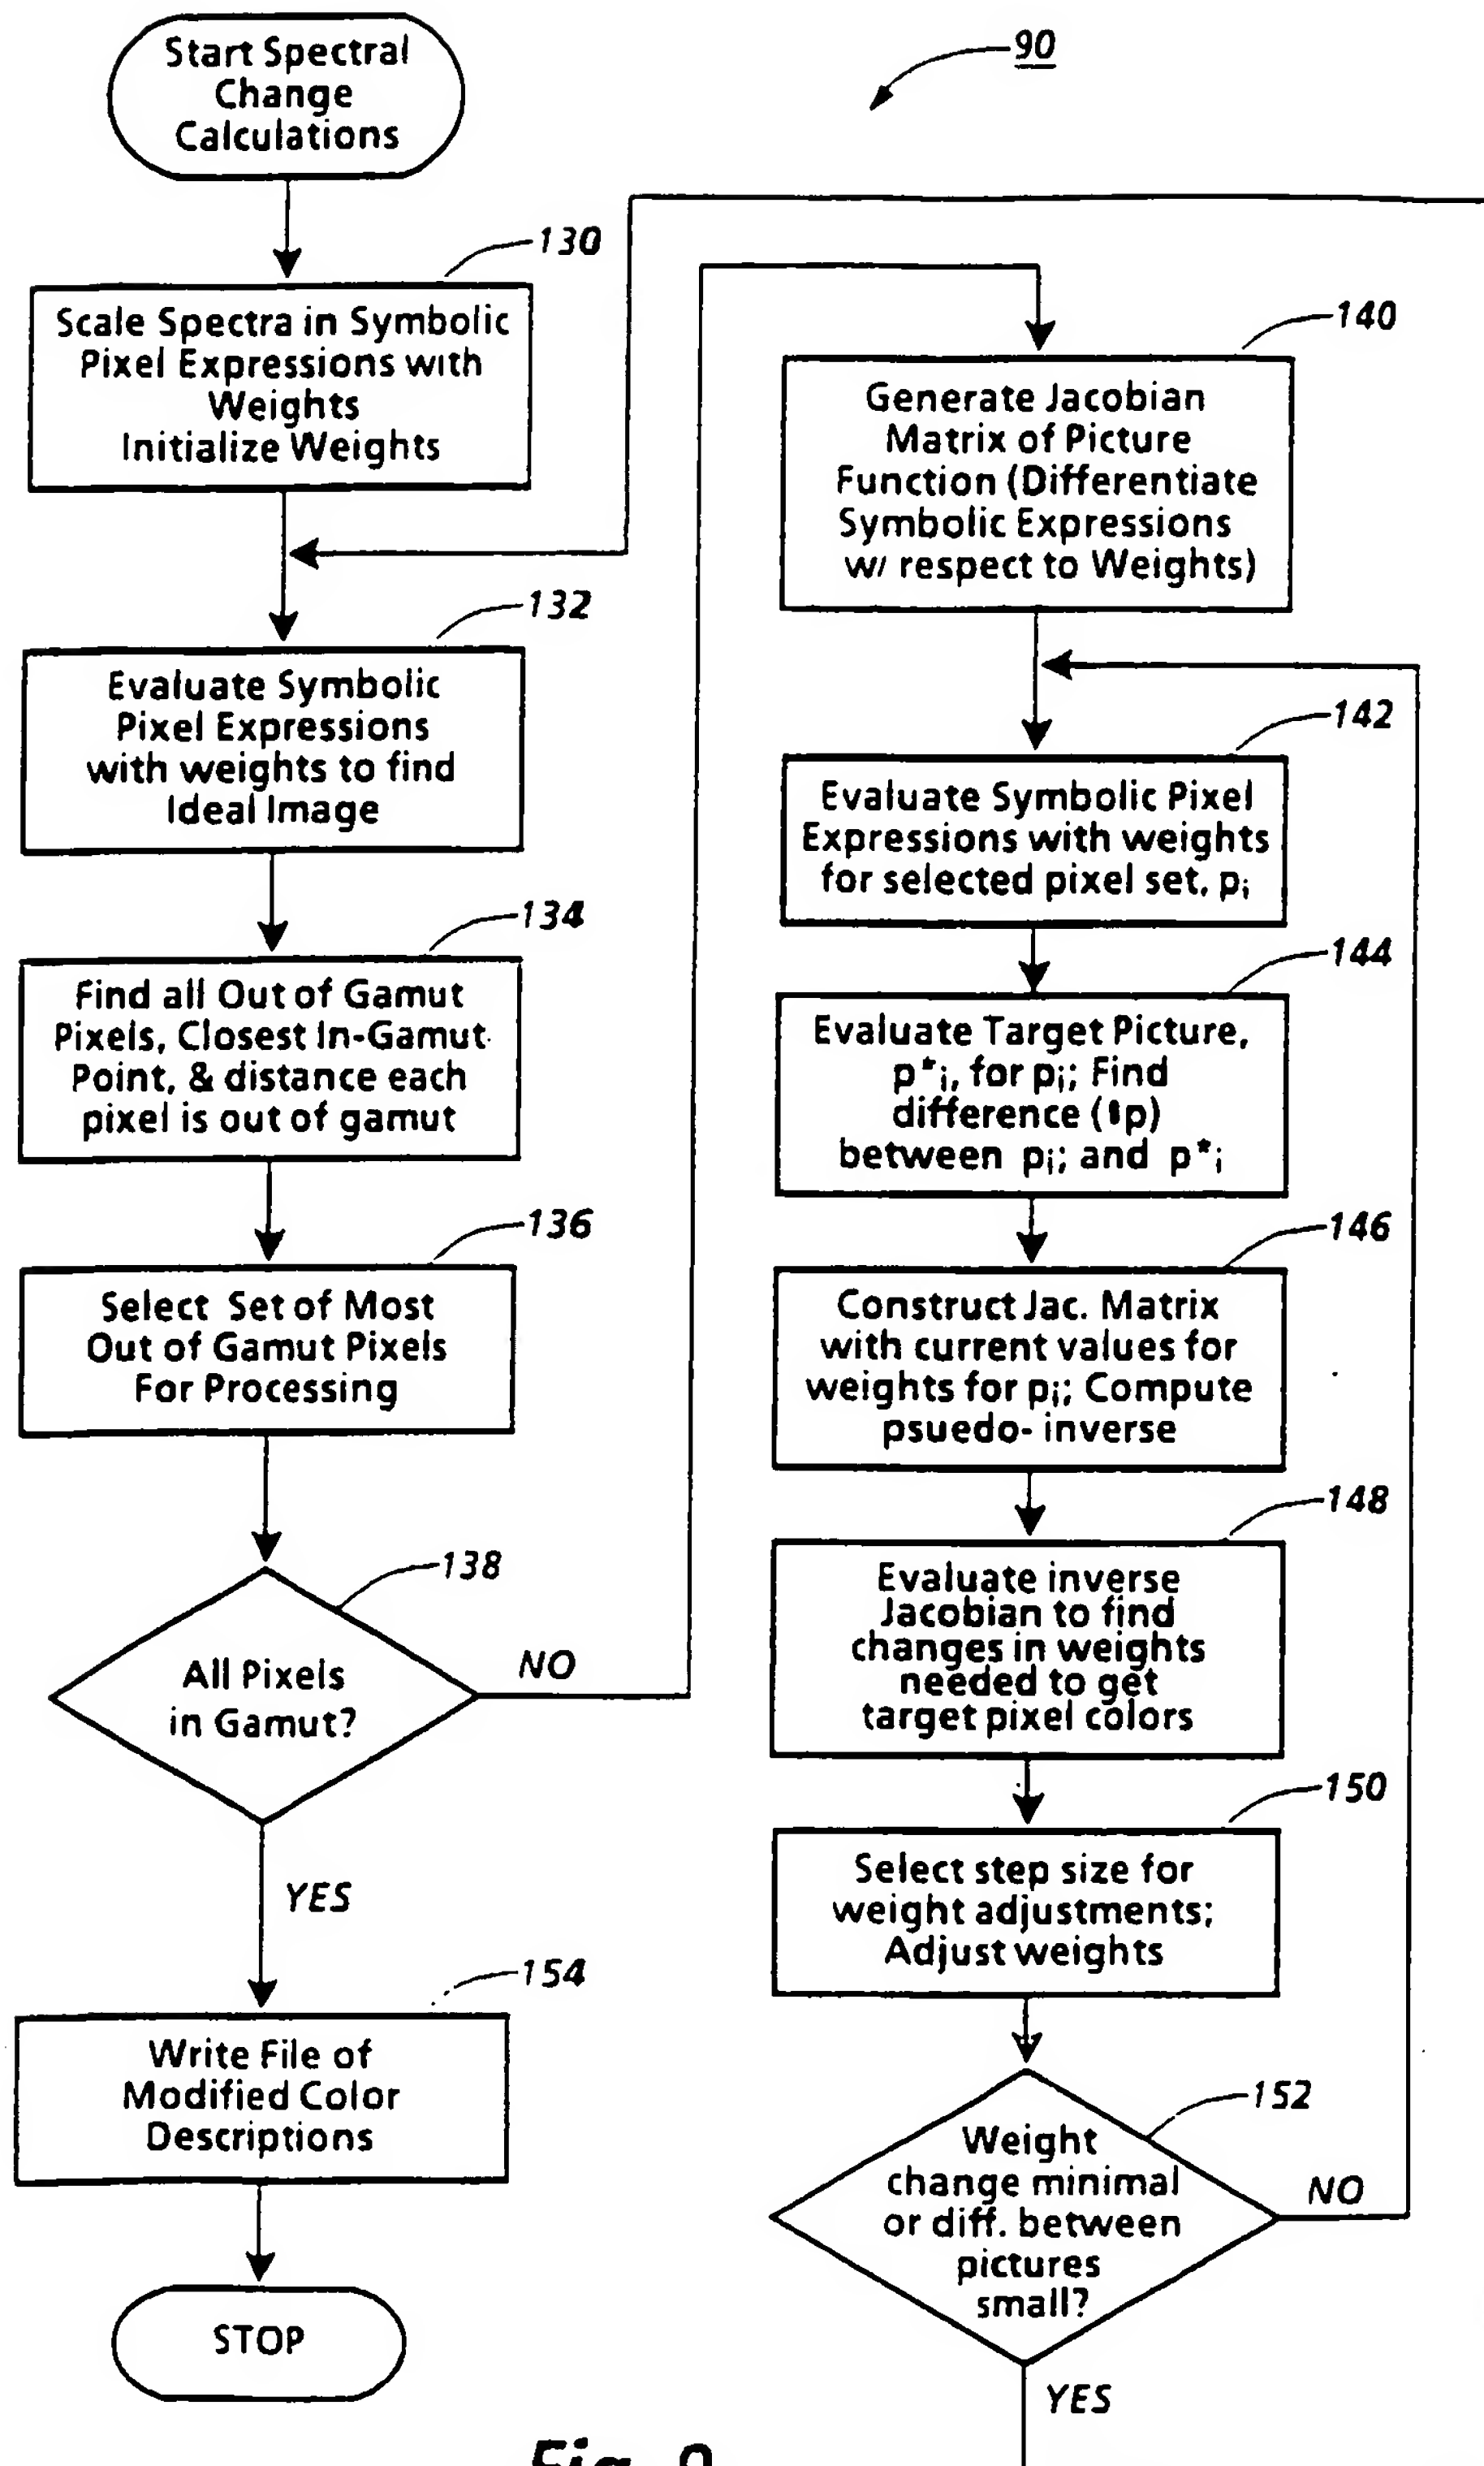 Start Spectral
Change
Calculations
90
130
Scale Spectra in Symbolic
Pixel Expressions with
Weights
Initialize Weights
132
Evaluate Symbolic
Pixel Expressions
with weights to find
Ideal Image
134
Find all Out of Gamut
Pixels, Closest In-Gamut
Point, & distance each
pixel is out of gamut
136
Select Set of Most
Out of Gamut Pixels
For Processing
138
All Pixels
in Gamut?
NO
YES
154
Write File of
Modified Color
Descriptions
STOP
140
Generate Jacobian
Matrix of Picture
Function (Differentiate
Symbolic Expressions
w/ respect to Weights)
142
Evaluate Symbolic Pixel
Expressions with weights
for selected pixel set, pi
144
Evaluate Target Picture,
p*i, for pi; Find
difference (δp)
between pi; and p*i
146
Construct Jac. Matrix
with current values for
weights for pi; Compute
psuedo- inverse
148
Evaluate inverse
Jacobian to find
changes in weights
needed to get
target pixel colors
150
Select step size for
weight adjustments;
Adjust weights
152
Weight
change minimal
or diff. between
pictures
small?
NO
YES
Fig.